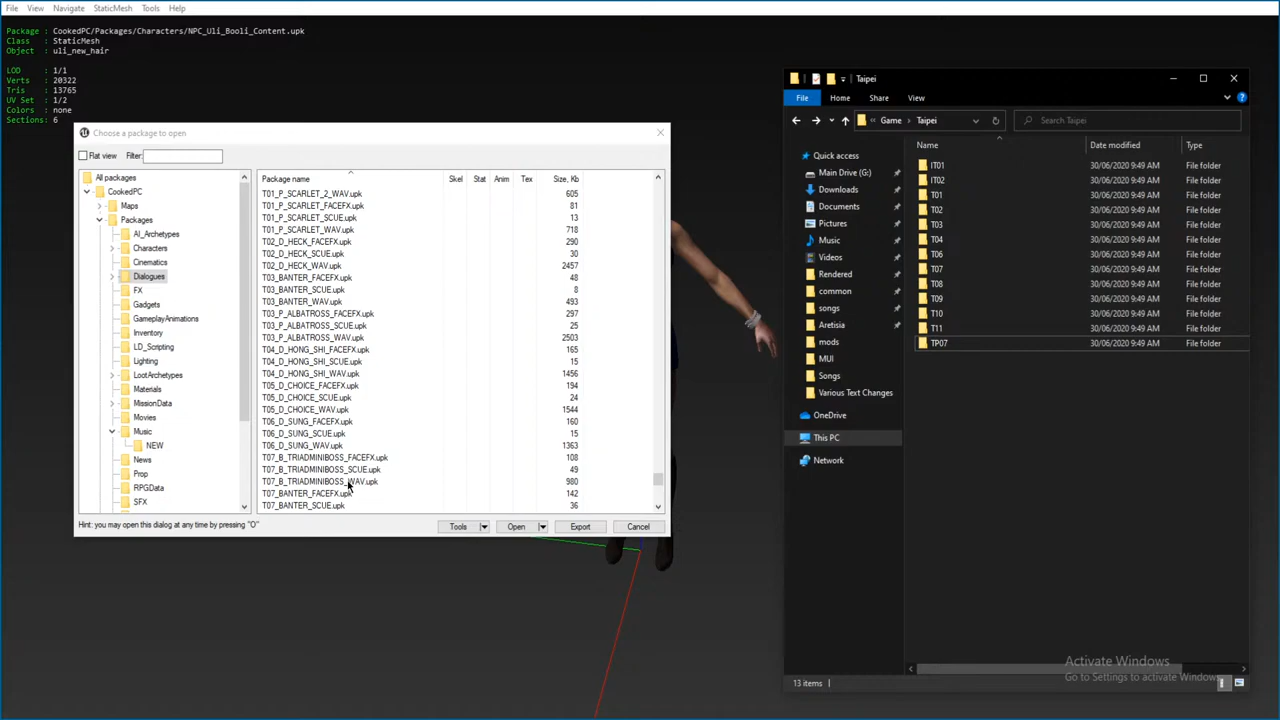 File View Navigate StaticMesh Tools Help
Package : CookedPC/Packages/Characters/NPC_Uli_Booli_Content.upk
Class : StaticMesh
Object : uli_new_hair
LOD : 1/1
Verts : 20322
Tris : 13765
UV Set : 1/2
Colors : none
Sections: 6
Choose a package to open
Flat view Filter:
All packages
CookedPC
Maps
Packages
AI_Archetypes
Characters
Cinematics
Dialogues
FX
Gadgets
GameplayAnimations
Inventory
LD_Scripting
Lighting
LootArchetypes
Materials
MissionData
Movies
Music
NEW
News
Prop
RPGData
SFX
Package name Skel Stat Anim Tex Size, Kb
T01_P_SCARLET_2_WAV.upk 605
T01_P_SCARLET_FACEFX.upk 81
T01_P_SCARLET_SCUE.upk 13
T01_P_SCARLET_WAV.upk 718
T02_D_HECK_FACEFX.upk 290
T02_D_HECK_SCUE.upk 30
T02_D_HECK_WAV.upk 2457
T03_BANTER_FACEFX.upk 48
T03_BANTER_SCUE.upk 8
T03_BANTER_WAV.upk 493
T03_P_ALBATROSS_FACEFX.upk 297
T03_P_ALBATROSS_SCUE.upk 25
T03_P_ALBATROSS_WAV.upk 2503
T04_D_HONG_SHI_FACEFX.upk 165
T04_D_HONG_SHI_SCUE.upk 15
T04_D_HONG_SHI_WAV.upk 1456
T05_D_CHOICE_FACEFX.upk 194
T05_D_CHOICE_SCUE.upk 24
T05_D_CHOICE_WAV.upk 1544
T06_D_SUNG_FACEFX.upk 160
T06_D_SUNG_SCUE.upk 15
T06_D_SUNG_WAV.upk 1363
T07_B_TRIADMINIBOSS_FACEFX.upk 108
T07_B_TRIADMINIBOSS_SCUE.upk 49
T07_B_TRIADMINIBOSS_WAV.upk 980
T07_BANTER_FACEFX.upk 142
T07_BANTER_SCUE.upk 36
Hint: you may open this dialog at any time by pressing "O"
Tools Open Export Cancel
Taipei
File Home Share View
Game Taipei Search Taipei
Quick access
Main Drive (G:)
Downloads
Documents
Pictures
Music
Videos
Rendered
common
songs
Aretisia
mods
MUI
Songs
Various Text Changes
OneDrive
This PC
Network
Name Date modified Type
IT01 30/06/2020 9:49 AM File folder
IT02 30/06/2020 9:49 AM File folder
T01 30/06/2020 9:49 AM File folder
T02 30/06/2020 9:49 AM File folder
T03 30/06/2020 9:49 AM File folder
T04 30/06/2020 9:49 AM File folder
T06 30/06/2020 9:49 AM File folder
T07 30/06/2020 9:49 AM File folder
T08 30/06/2020 9:49 AM File folder
T09 30/06/2020 9:49 AM File folder
T10 30/06/2020 9:49 AM File folder
T11 30/06/2020 9:49 AM File folder
TP07 30/06/2020 9:49 AM File folder
Activate Windows
Go to Settings to activate Windows.
13 items